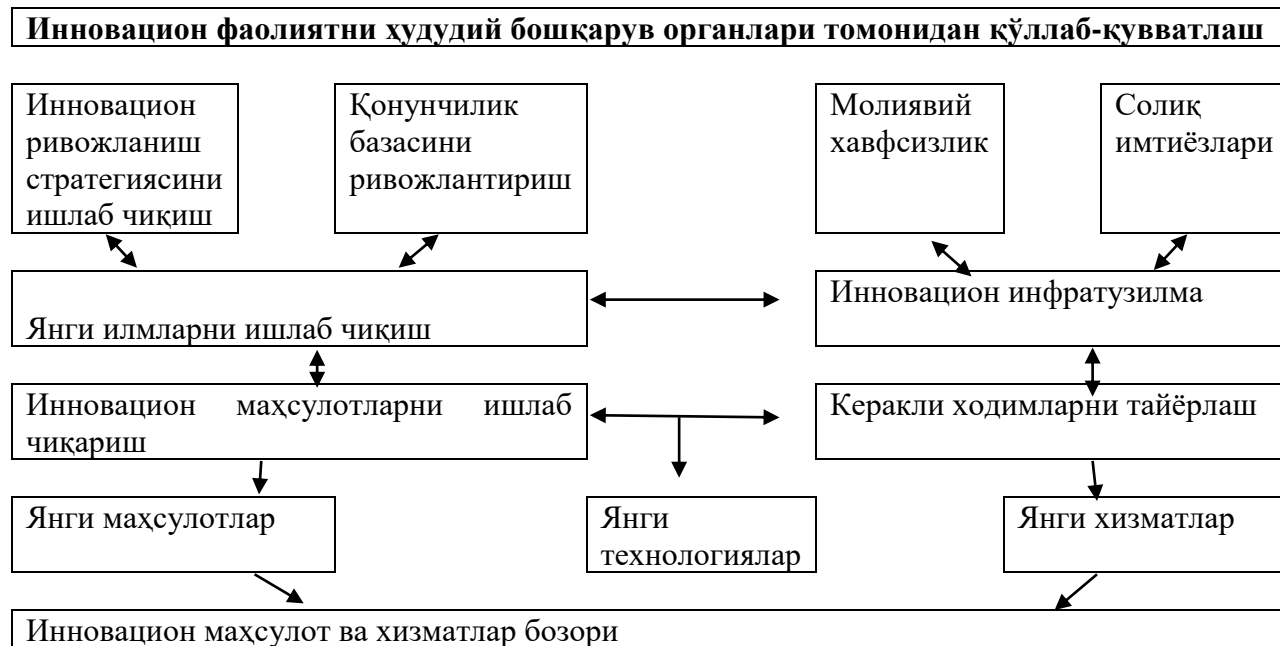 Инновацион фаолиятни ҳудудий бошқарув органлари томонидан қўллаб-қувватлаш
Инновацион
ривожланиш
стратегиясини
ишлаб чиқиш
Қонунчилик
базасини
ривожлантириш
Молиявий
хавфсизлик
Солиқ
имтиёзлари
Янги илмларни ишлаб чиқиш
Инновацион инфратузилма
Инновацион маҳсулотларни ишлаб
чиқариш
Керакли ходимларни тайёрлаш
Янги маҳсулотлар
Янги
технологиялар
Янги хизматлар
Инновацион маҳсулот ва хизматлар бозори